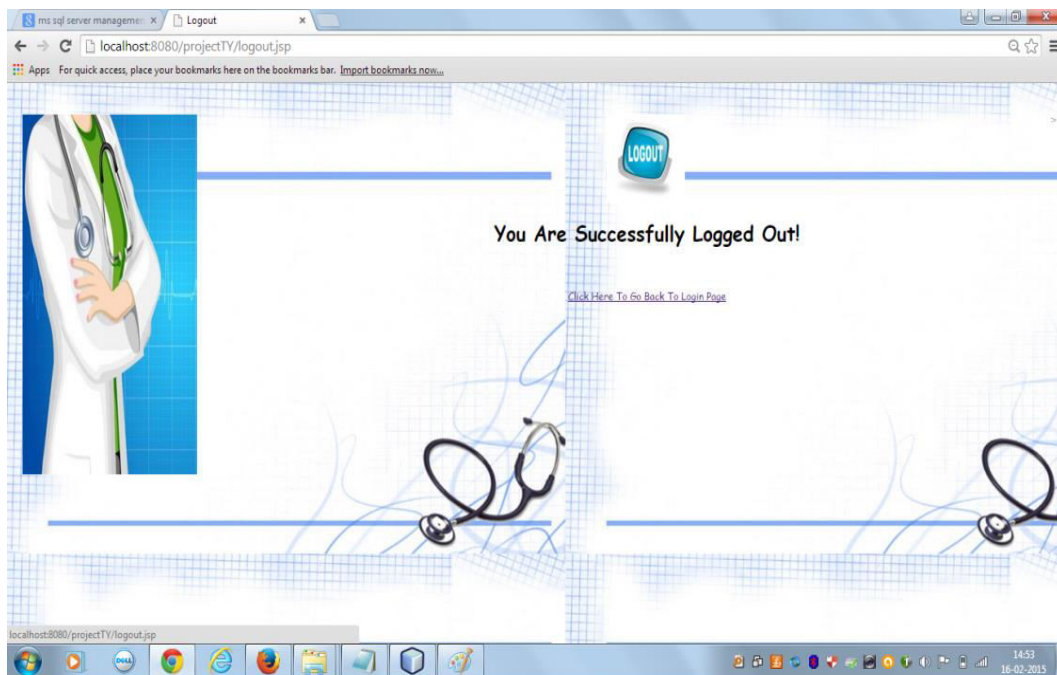 ms sql server managemen
Logout
localhost:8080/projectTY/logout.jsp
Apps For quick access, place your bookmarks here on the bookmarks bar. Import bookmarks now...
>
LOGOUT
You Are Successfully Logged Out!
Click Here To Go Back To Login Page
localhost:8080/projectTY/logout.jsp
DELL
14:53
16-02-2015